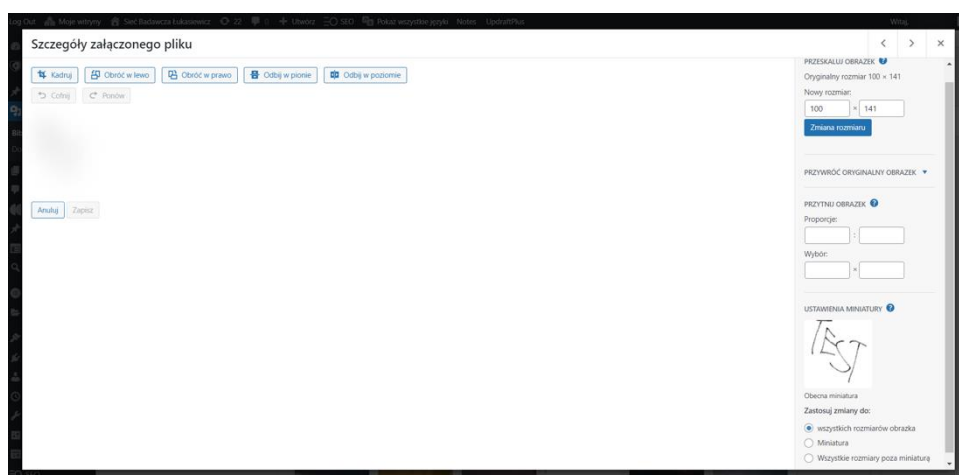 Log Out Moje witryny Sieć Badawcza Łukasiewicz 22 0 + Utwórz SEO Pokaż wszystkie języki Notes UpdraftPlus Witaj,
Szczegóły załączonego pliku
Kadruj Obróć w lewo Obróć w prawo Odbij w pionie Odbij w poziomie
Cofnij Ponów
Anuluj Zapisz
PRZESKALUJ OBRAZEK
Oryginalny rozmiar 100 × 141
Nowy rozmiar:
100 × 141
Zmiana rozmiaru
PRZYWRÓĆ ORYGINALNY OBRAZEK
PRZYTNIJ OBRAZEK
Proporcje:
:
Wybór:
×
USTAWIENIA MINIATURY
TEST
Obecna miniatura
Zastosuj zmiany do:
wszystkich rozmiarów obrazka
Miniatura
Wszystkie rozmiary poza miniaturą